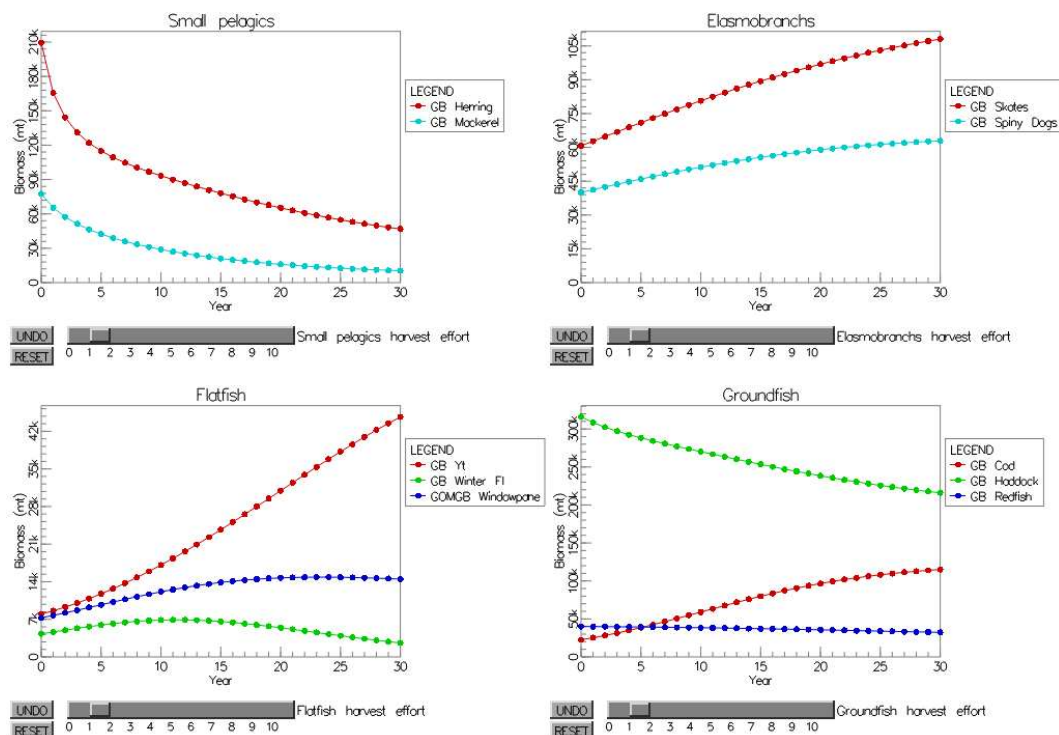 Small pelagics
Biomass (mt)
210k
180k
150k
120k
90k
60k
30k
0
0 5 10 15 20 25 30
Year
LEGEND
GB Herring
GB Mackerel
UNDO
RESET
0 1 2 3 4 5 6 7 8 9 10
Small pelagics harvest effort
Elasmobranchs
Biomass (mt)
105k
90k
75k
60k
45k
30k
15k
0
0 5 10 15 20 25 30
Year
LEGEND
GB Skates
GB Spiny Dogs
UNDO
RESET
0 1 2 3 4 5 6 7 8 9 10
Elasmobranchs harvest effort
Flatfish
Biomass (mt)
42k
35k
28k
21k
14k
7k
0
0 5 10 15 20 25 30
Year
LEGEND
GB Yt
GB Winter Fl
GOMGB Windowpane
UNDO
RESET
0 1 2 3 4 5 6 7 8 9 10
Flatfish harvest effort
Groundfish
Biomass (mt)
300k
250k
200k
150k
100k
50k
0
0 5 10 15 20 25 30
Year
LEGEND
GB Cod
GB Haddock
GB Redfish
UNDO
RESET
0 1 2 3 4 5 6 7 8 9 10
Groundfish harvest effort